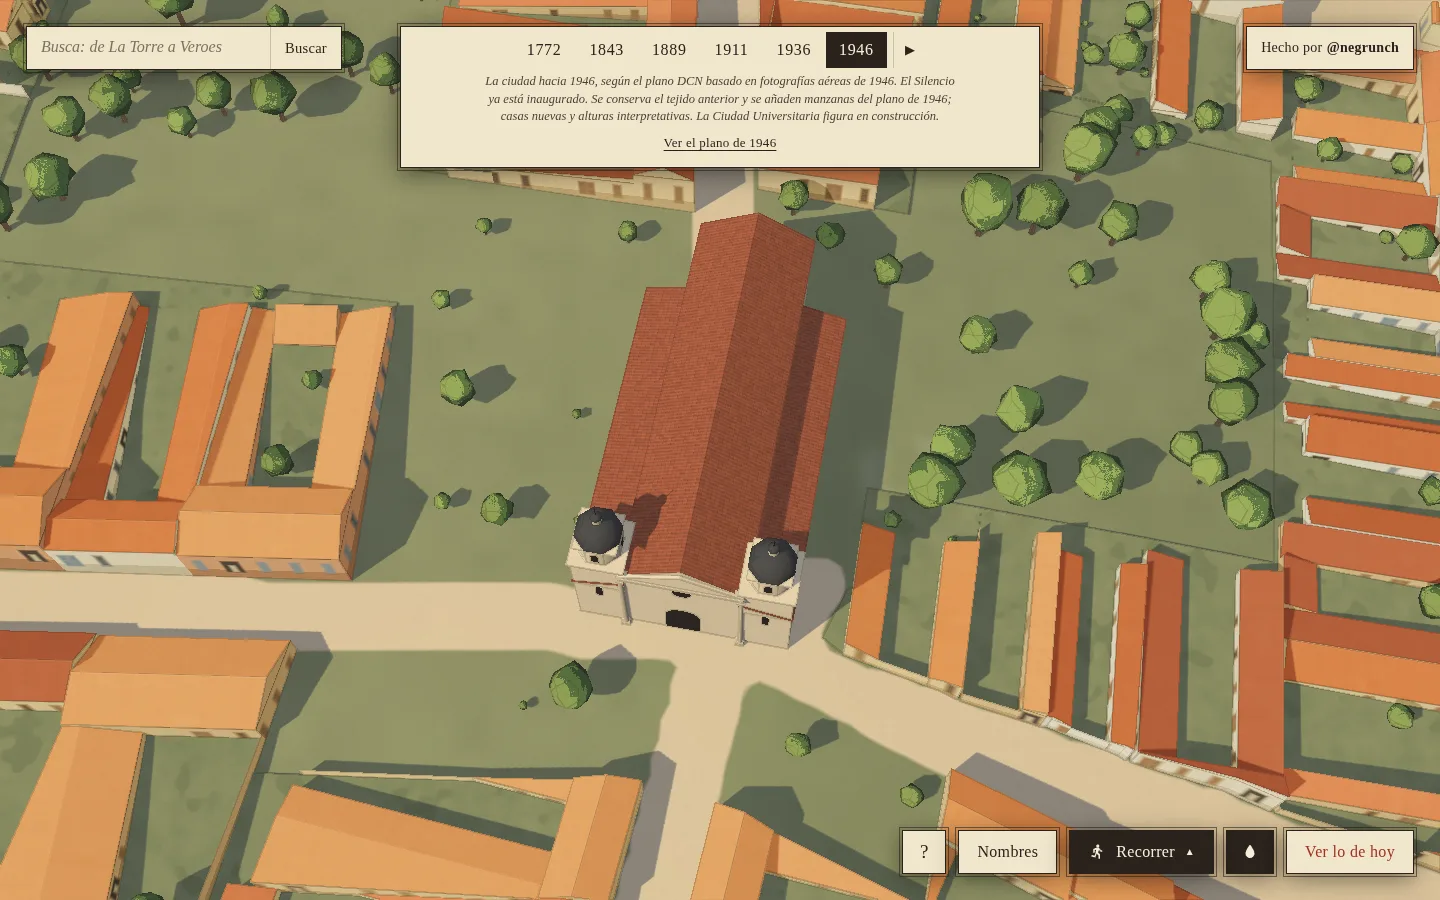 Busca: de La Torre a Veroes
Buscar
1772 1843 1889 1911 1936 1946 ▶
La ciudad hacia 1946, según el plano DCN basado en fotografías aéreas de 1946. El Silencio
ya está inaugurado. Se conserva el tejido anterior y se añaden manzanas del plano de 1946;
casas nuevas y alturas interpretativas. La Ciudad Universitaria figura en construcción.
Ver el plano de 1946
Hecho por @negrunch
?
Nombres
Recorrer ▲
Ver lo de hoy